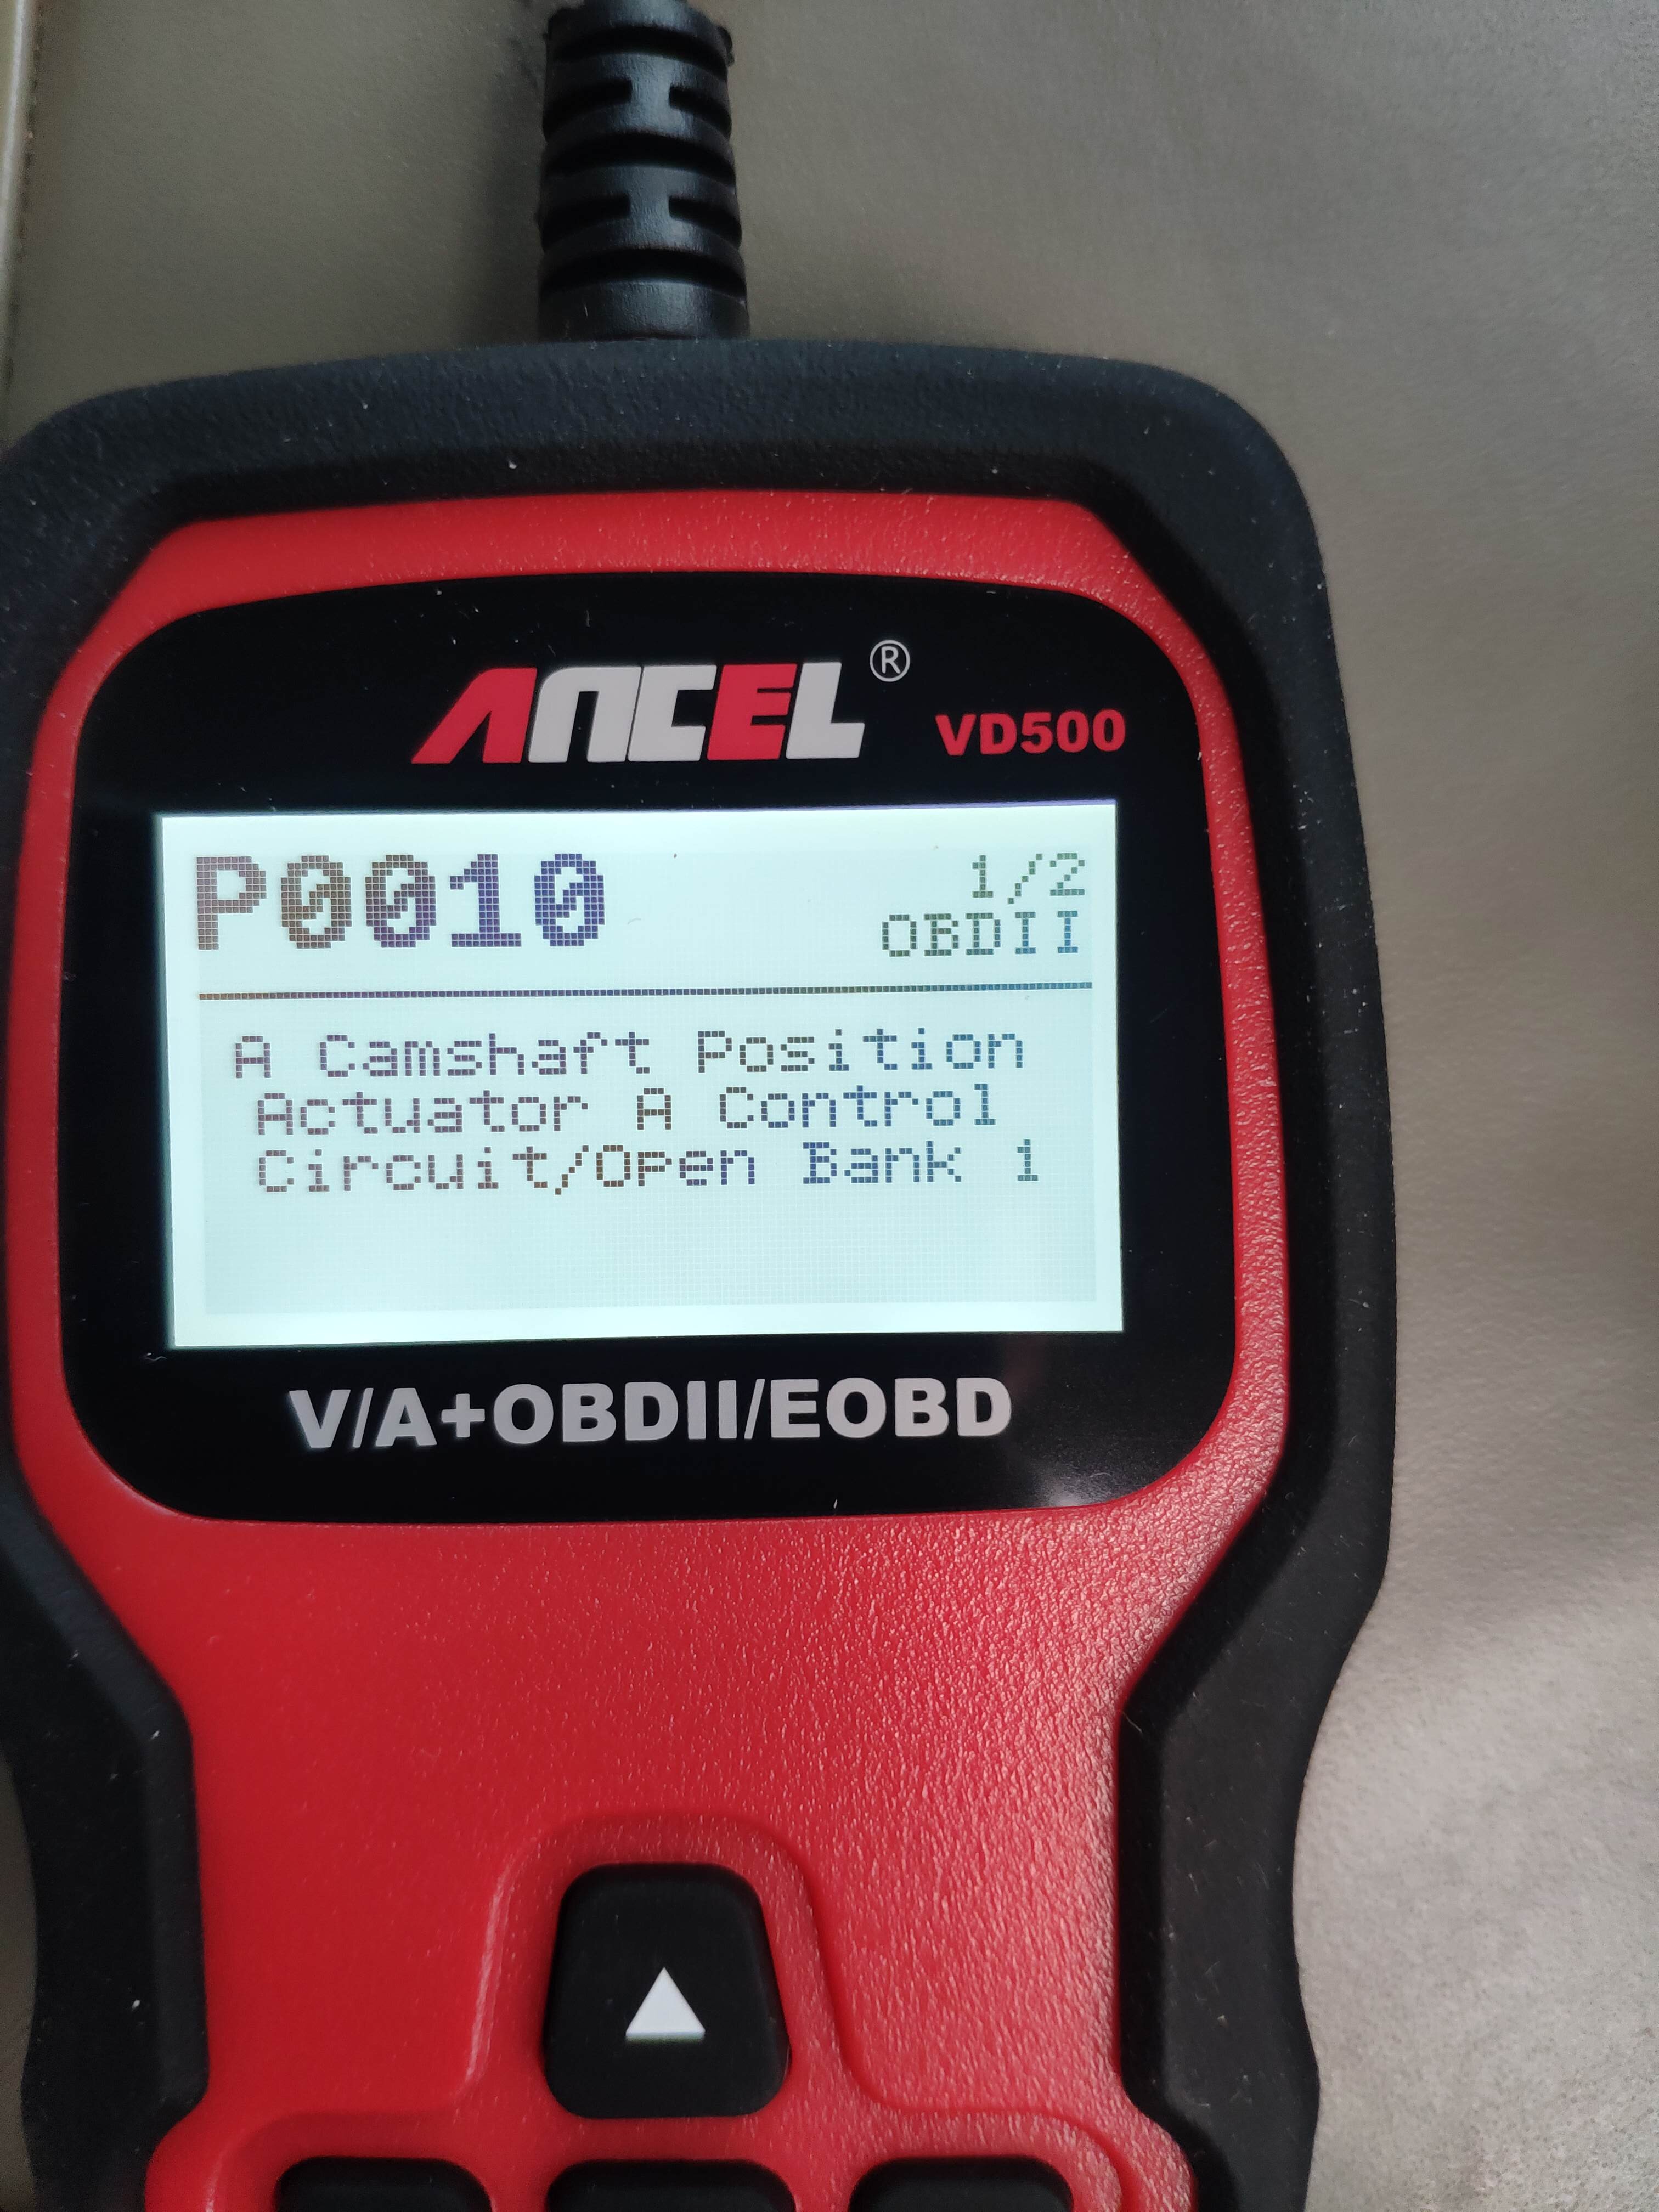 ANCEL®
VD500
P0010
1/2
OBDII
A Camshaft Position
Actuator A Control
Circuit/Open Bank 1
V/A+OBDII/EOBD